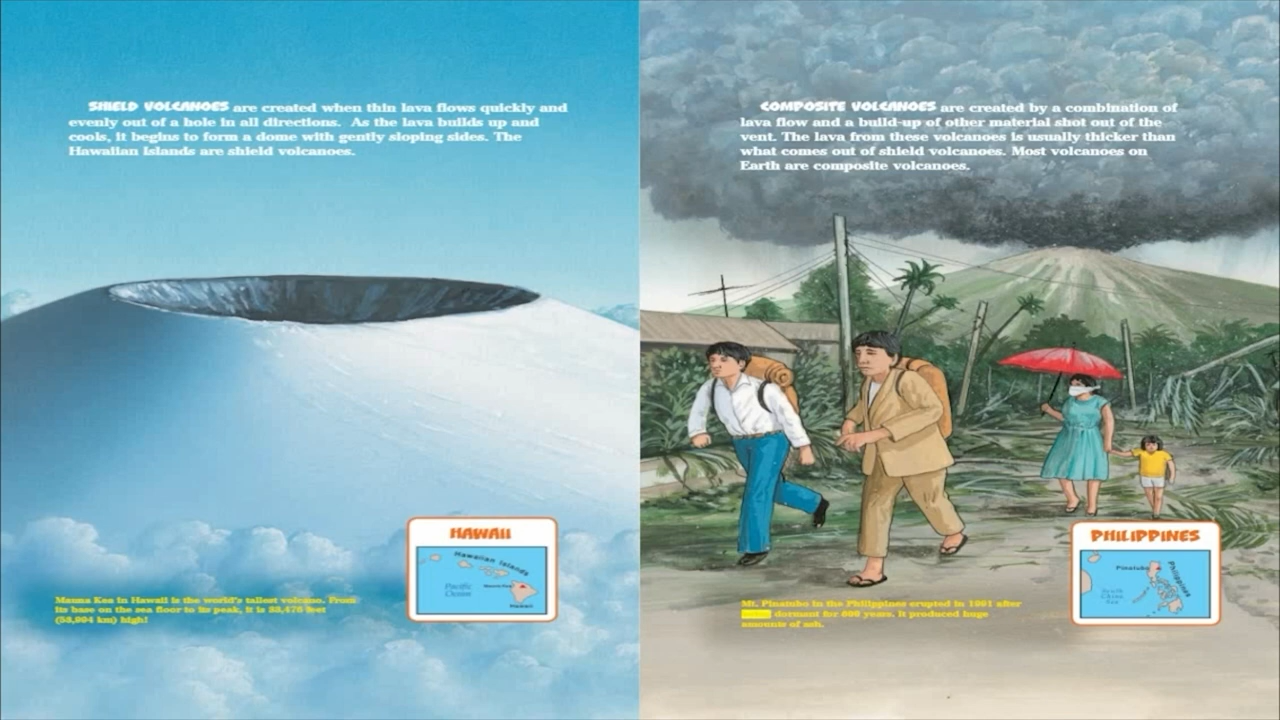 SHIELD VOLCANOES are created when thin lava flows quickly and
evenly out of a hole in all directions. As the lava builds up and
cools, it begins to form a dome with gently sloping sides. The
Hawaiian Islands are shield volcanoes.
HAWAII
Hawaiian Islands
Pacific
Ocean
Hawaii
Mauna Kea in Hawaii is the world's tallest volcano. From
its base on the sea floor to its peak, it is feet
km) high!
COMPOSITE VOLCANOES are created by a combination of
lava flow and a build-up of other material shot out of the
vent. The lava from these volcanoes is usually thicker than
what comes out of shield volcanoes. Most volcanoes on
Earth are composite volcanoes.
PHILIPPINES
Pinatubo
Philippines
South
China
Sea
Mt. Pinatubo in the Philippines erupted in 1991 after
dormant for years. It produced huge
amounts of ash.